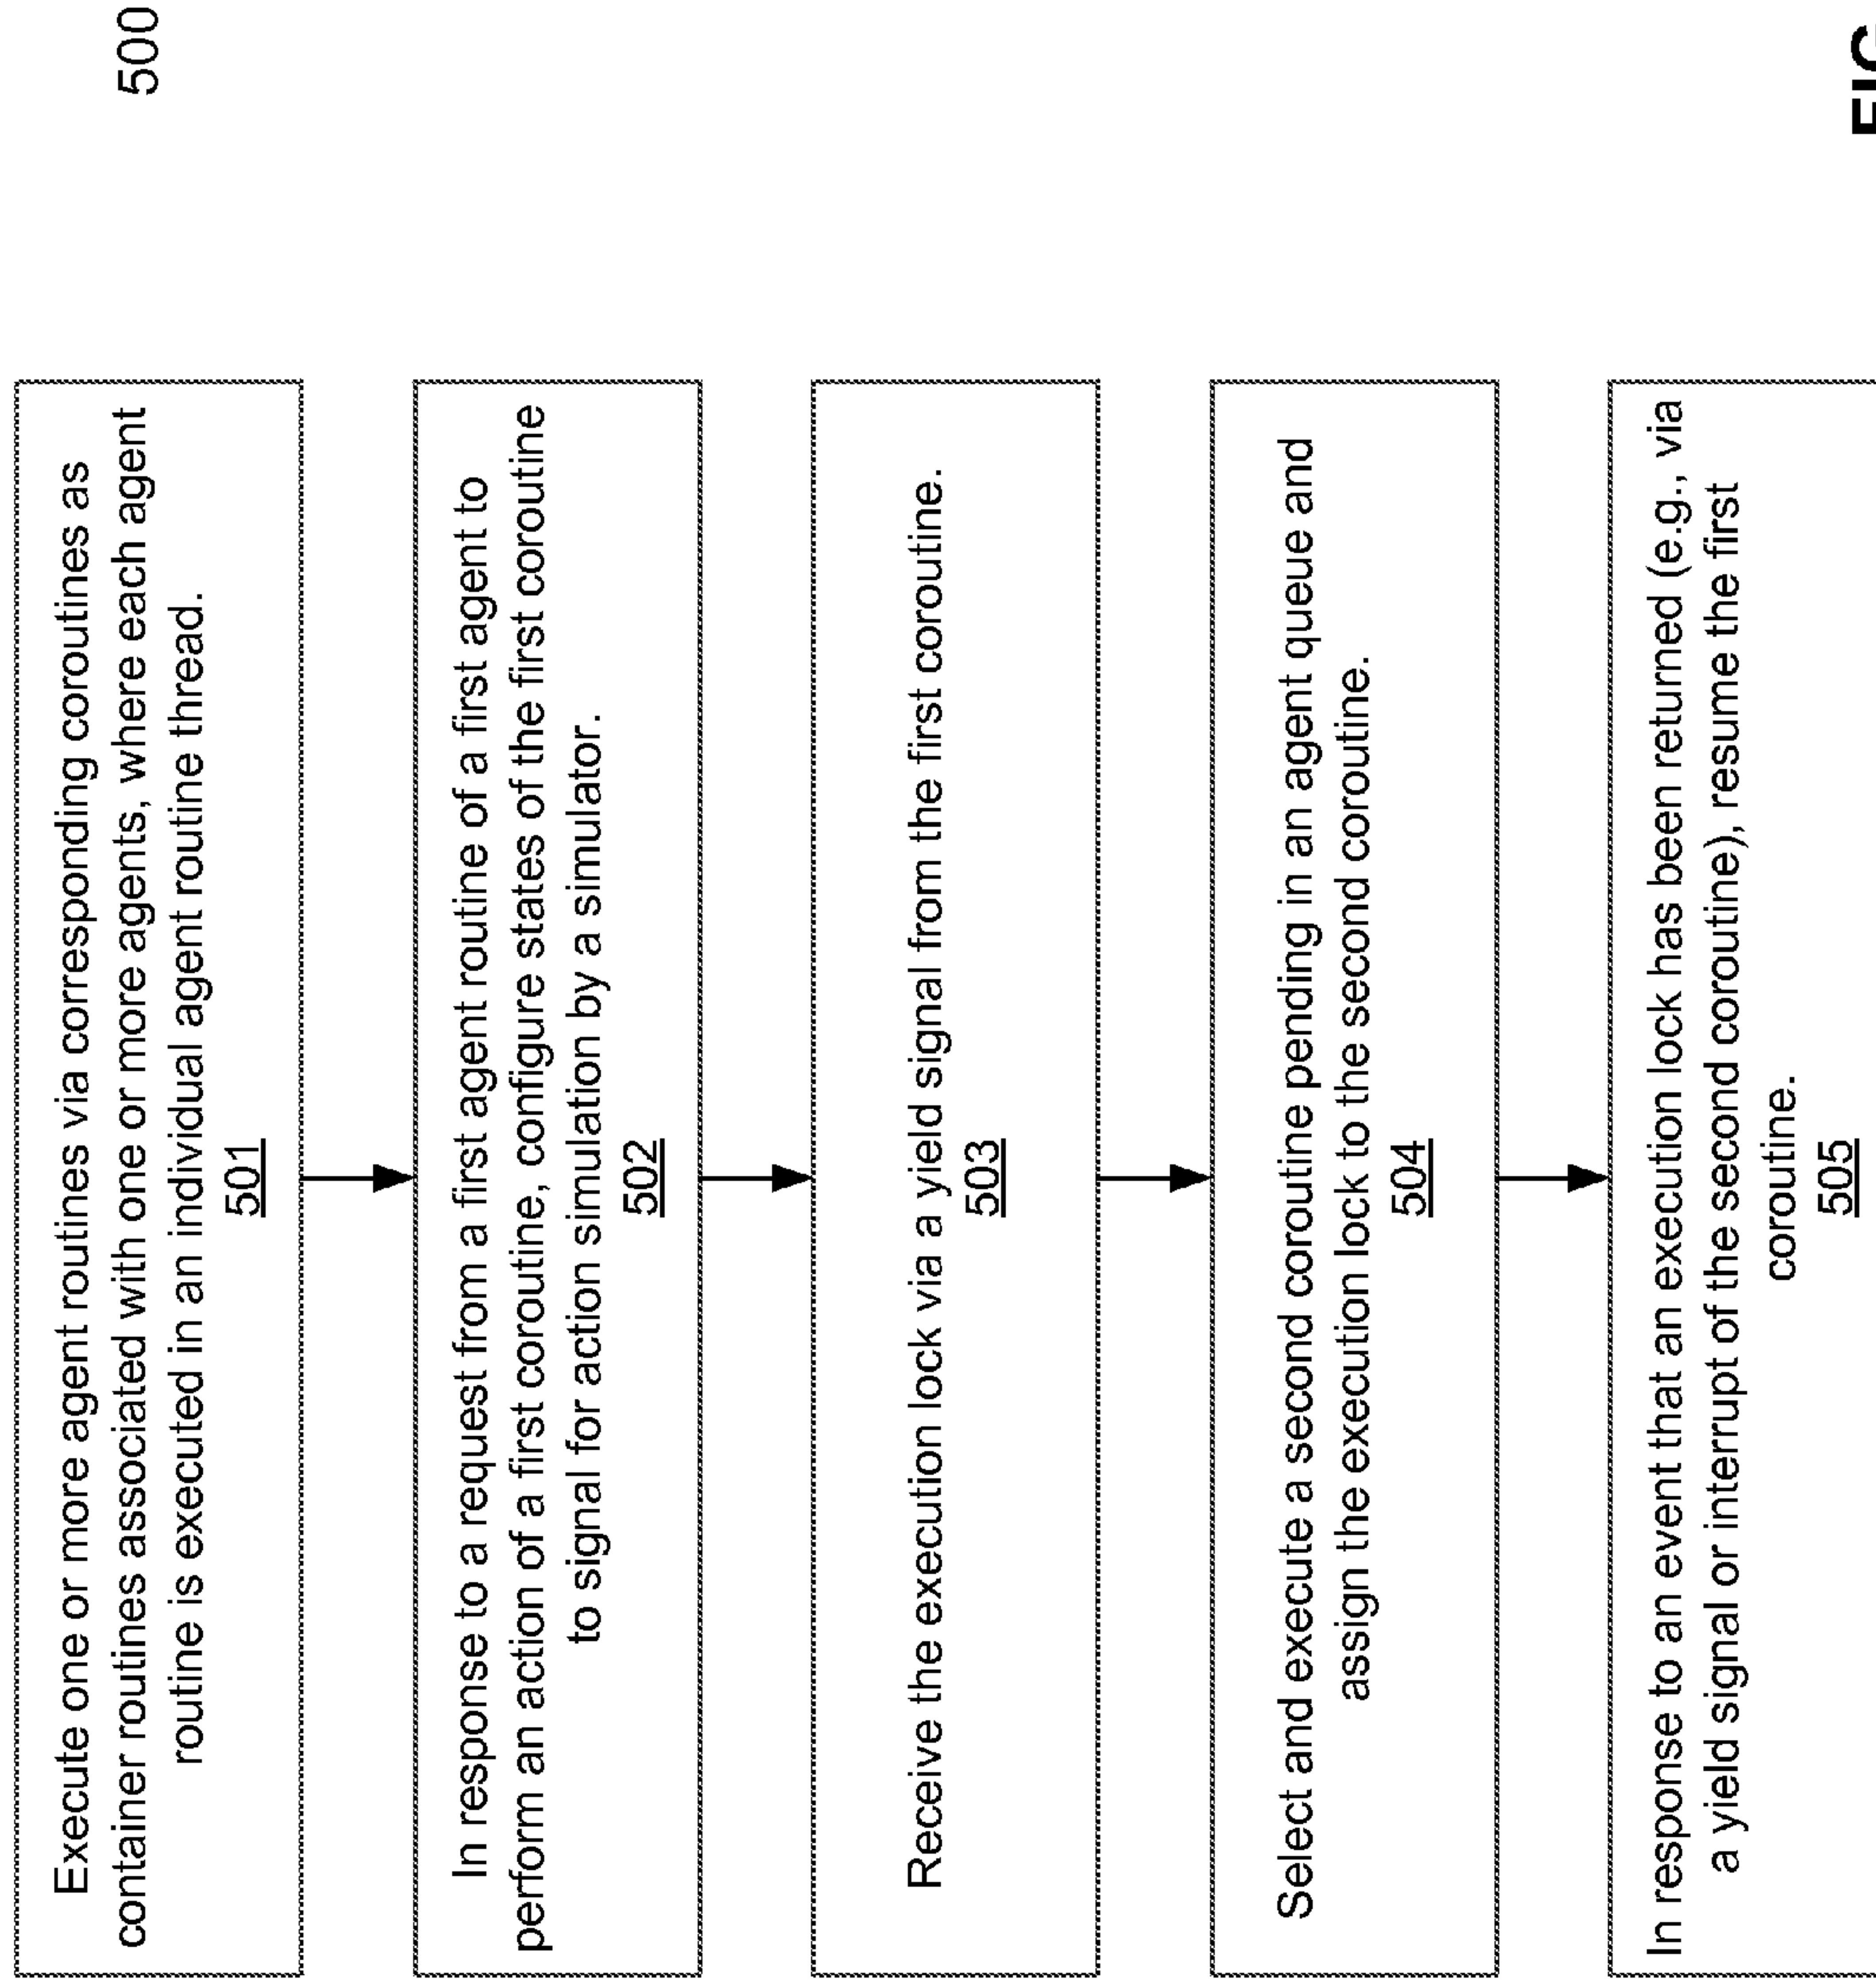 500
Execute one or more agent routines via corresponding coroutines as
container routines associated with one or more agents, where each agent
routine is executed in an individual agent routine thread.
501
In response to a request from a first agent routine of a first agent to
perform an action of a first coroutine, configure states of the first coroutine
to signal for action simulation by a simulator.
502
Receive the execution lock via a yield signal from the first coroutine.
503
Select and execute a second coroutine pending in an agent queue and
assign the execution lock to the second coroutine.
504
In response to an event that an execution lock has been returned (e.g., via
a yield signal or interrupt of the second coroutine), resume the first
coroutine.
505